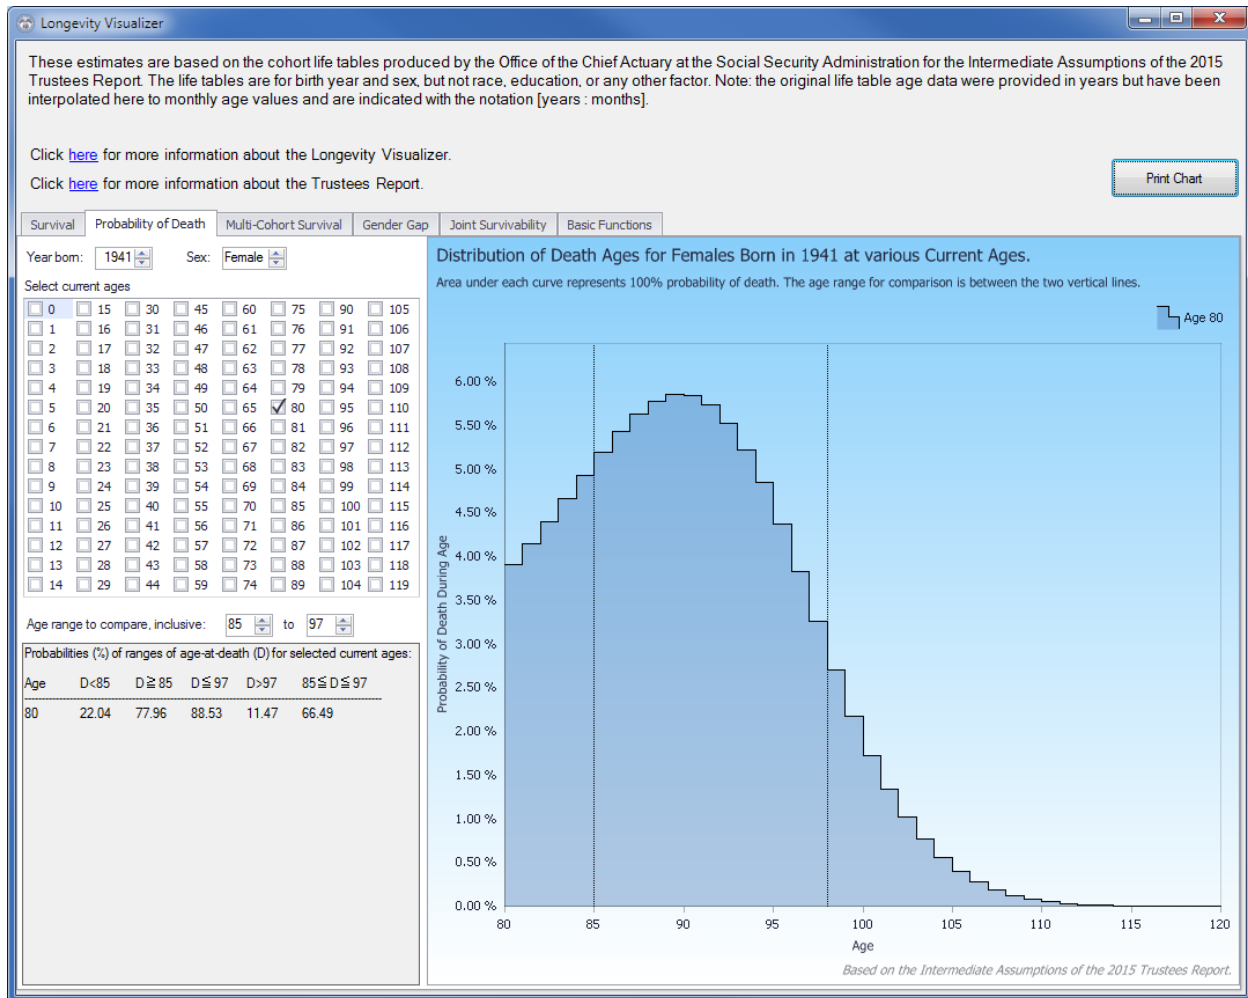 Longevity Visualizer
These estimates are based on the cohort life tables produced by the Office of the Chief Actuary at the Social Security Administration for the Intermediate Assumptions of the 2015
Trustees Report. The life tables are for birth year and sex, but not race, education, or any other factor. Note: the original life table age data were provided in years but have been
interpolated here to monthly age values and are indicated with the notation [years : months].
Click here for more information about the Longevity Visualizer.
Click here for more information about the Trustees Report.
Print Chart
Survival Probability of Death Multi-Cohort Survival Gender Gap Joint Survivability Basic Functions
Year born: 1941 Sex: Female
Select current ages
0 15 30 45 60 75 90 105
1 16 31 46 61 76 91 106
2 17 32 47 62 77 92 107
3 18 33 48 63 78 93 108
4 19 34 49 64 79 94 109
5 20 35 50 65 80 95 110
6 21 36 51 66 81 96 111
7 22 37 52 67 82 97 112
8 23 38 53 68 83 98 113
9 24 39 54 69 84 99 114
10 25 40 55 70 85 100 115
11 26 41 56 71 86 101 116
12 27 42 57 72 87 102 117
13 28 43 58 73 88 103 118
14 29 44 59 74 89 104 119
Age range to compare, inclusive: 85 to 97
Probabilities (%) of ranges of age-at-death (D) for selected current ages:
Age D<85 D≧85 D≦97 D>97 85≦D≦97
80 22.04 77.96 88.53 11.47 66.49
Distribution of Death Ages for Females Born in 1941 at various Current Ages.
Area under each curve represents 100% probability of death. The age range for comparison is between the two vertical lines.
Age 80
Probability of Death During Age
6.00 %
5.50 %
5.00 %
4.50 %
4.00 %
3.50 %
3.00 %
2.50 %
2.00 %
1.50 %
1.00 %
0.50 %
0.00 %
80 85 90 95 100 105 110 115 120
Age
Based on the Intermediate Assumptions of the 2015 Trustees Report.